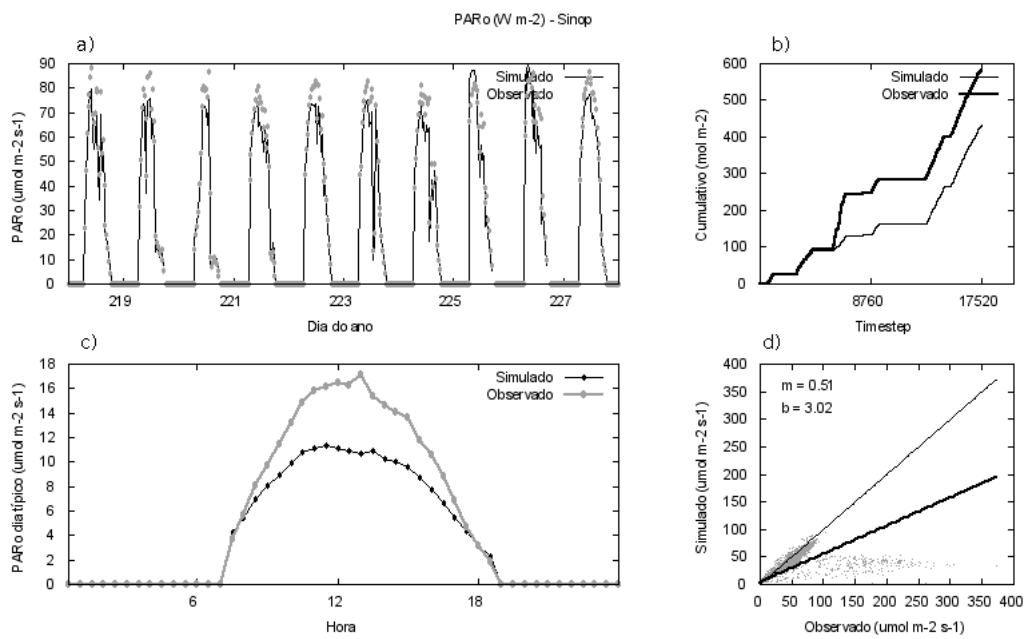 PARo (W m-2) - Sinop
a)
PARo (umol m-2 s-1)
90
80
70
60
50
40
30
20
10
0
Simulado
Observado
219 221 223 225 227
Dia do ano
b)
Cumulativo (mol m-2)
600
500
400
300
200
100
0
Simulado
Observado
8760 17520
Timestep
c)
PARo dia típico (umol m-2 s-1)
18
16
14
12
10
8
6
4
2
0
Simulado
Observado
6 12 18
Hora
d)
Simulado (umol m-2 s-1)
400
350
300
250
200
150
100
50
0
m = 0.51
b = 3.02
0 50 100 150 200 250 300 350 400
Observado (umol m-2 s-1)